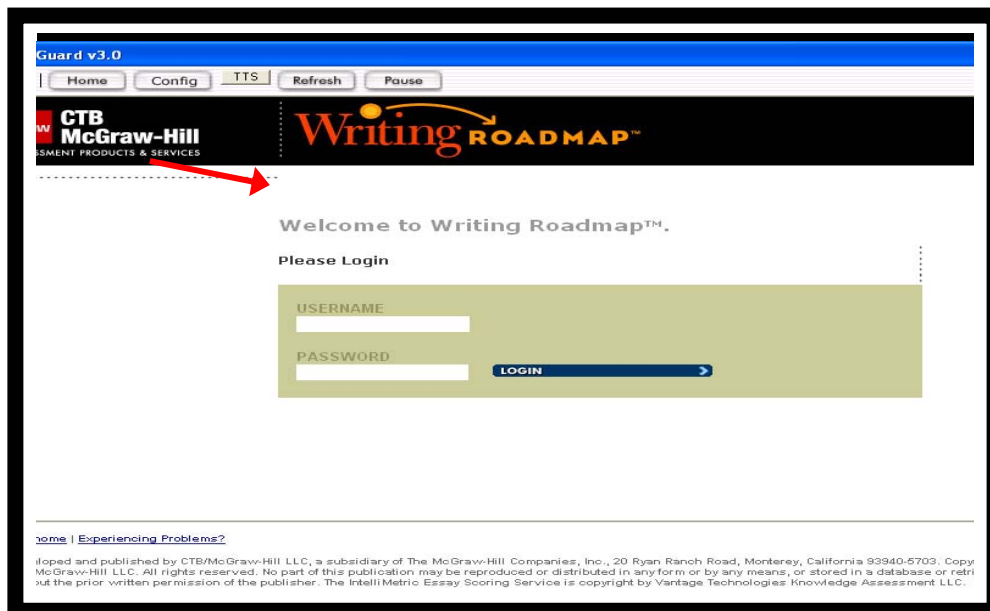 Guard v3.0
| Home Config TTS Refresh Pause
CTB
McGraw-Hill
SSMENT PRODUCTS & SERVICES
Writing ROADMAP™
Welcome to Writing Roadmap™.
Please Login
USERNAME
PASSWORD
LOGIN
home | Experiencing Problems?
loped and published by CTB/McGraw-Hill LLC, a subsidiary of The McGraw-Hill Companies, Inc., 20 Ryan Ranch Road, Monterey, California 93940-5703. Copy
McGraw-Hill LLC. All rights reserved. No part of this publication may be reproduced or distributed in any form or by any means, or stored in a database or retri
out the prior written permission of the publisher. The IntelliMetric Essay Scoring Service is copyright by Vantage Technologies Knowledge Assessment LLC.